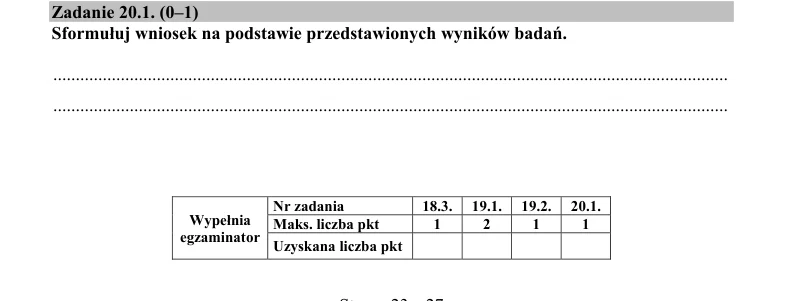 Zadanie 20.1. (0–1)
Sformułuj wniosek na podstawie przedstawionych wyników badań.
Wypełnia egzaminator
Nr zadania 18.3. 19.1. 19.2. 20.1.
Maks. liczba pkt 1 2 1 1
Uzyskana liczba pkt